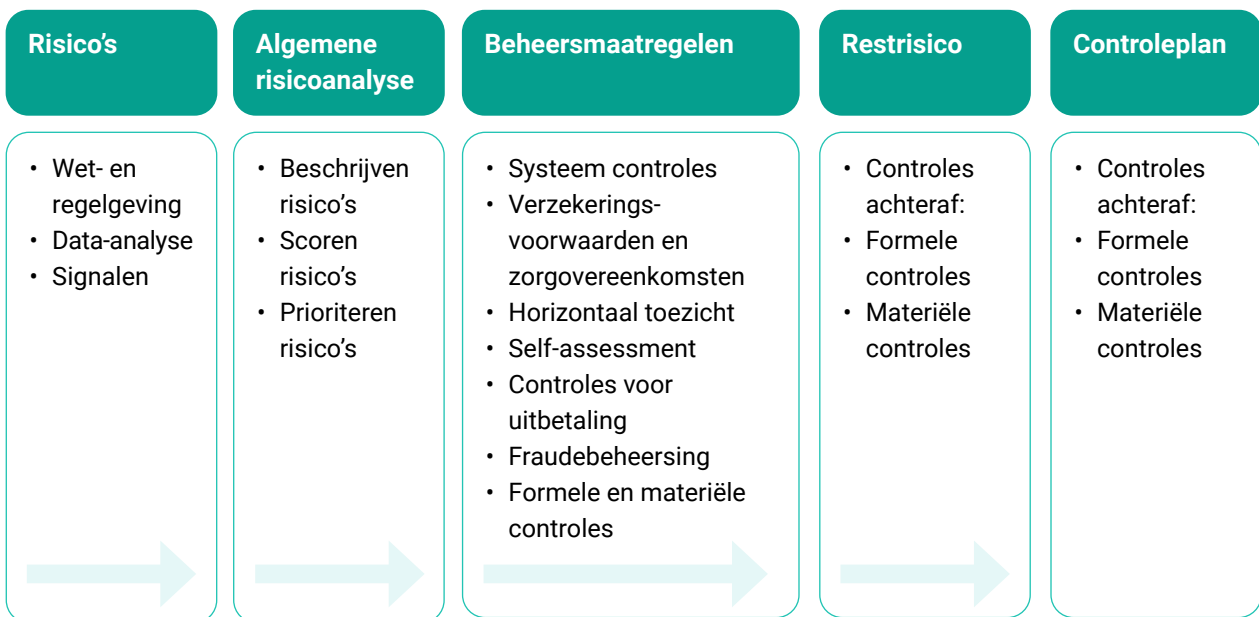 Risico’s
• Wet- en
regelgeving
• Data-analyse
• Signalen
Algemene
risicoanalyse
• Beschrijven
risico’s
• Scoren
risico’s
• Prioriteren
risico’s
Beheersmaatregelen
• Systeem controles
• Verzekerings-
voorwaarden en
zorgovereenkomsten
• Horizontaal toezicht
• Self-assessment
• Controles voor
uitbetaling
• Fraudebeheersing
• Formele en materiële
controles
Restrisico
• Controles
achteraf:
• Formele
controles
• Materiële
controles
Controleplan
• Controles
achteraf:
• Formele
controles
• Materiële
controles